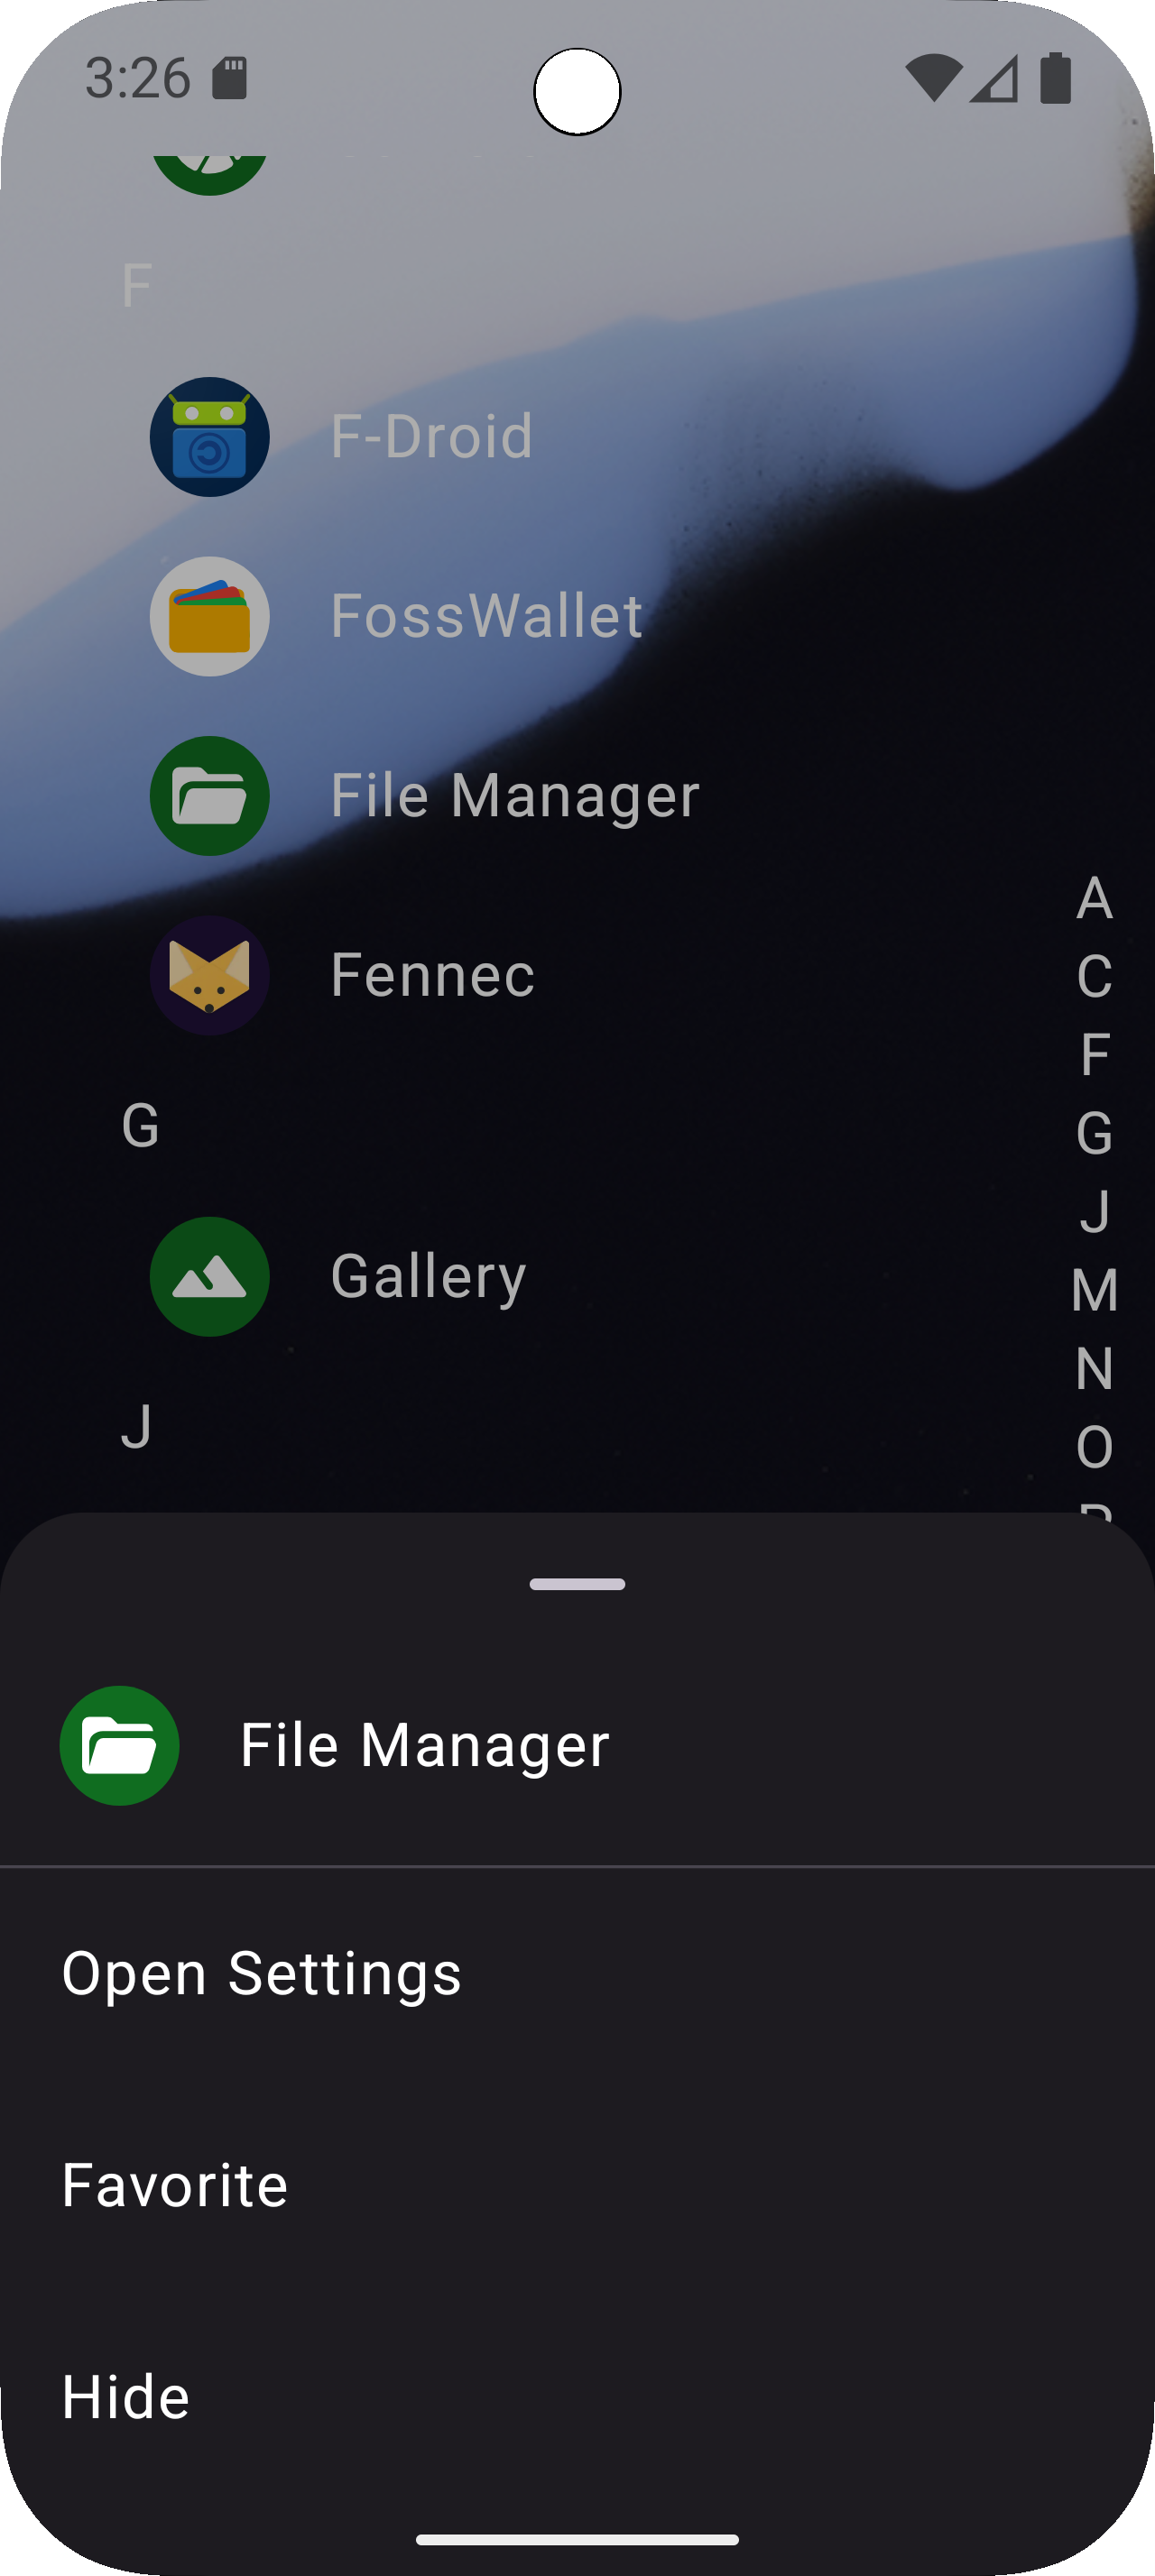 3:26
F
F-Droid
FossWallet
File Manager
Fennec
G
Gallery
J
A
C
F
G
J
M
N
O
File Manager
Open Settings
Favorite
Hide